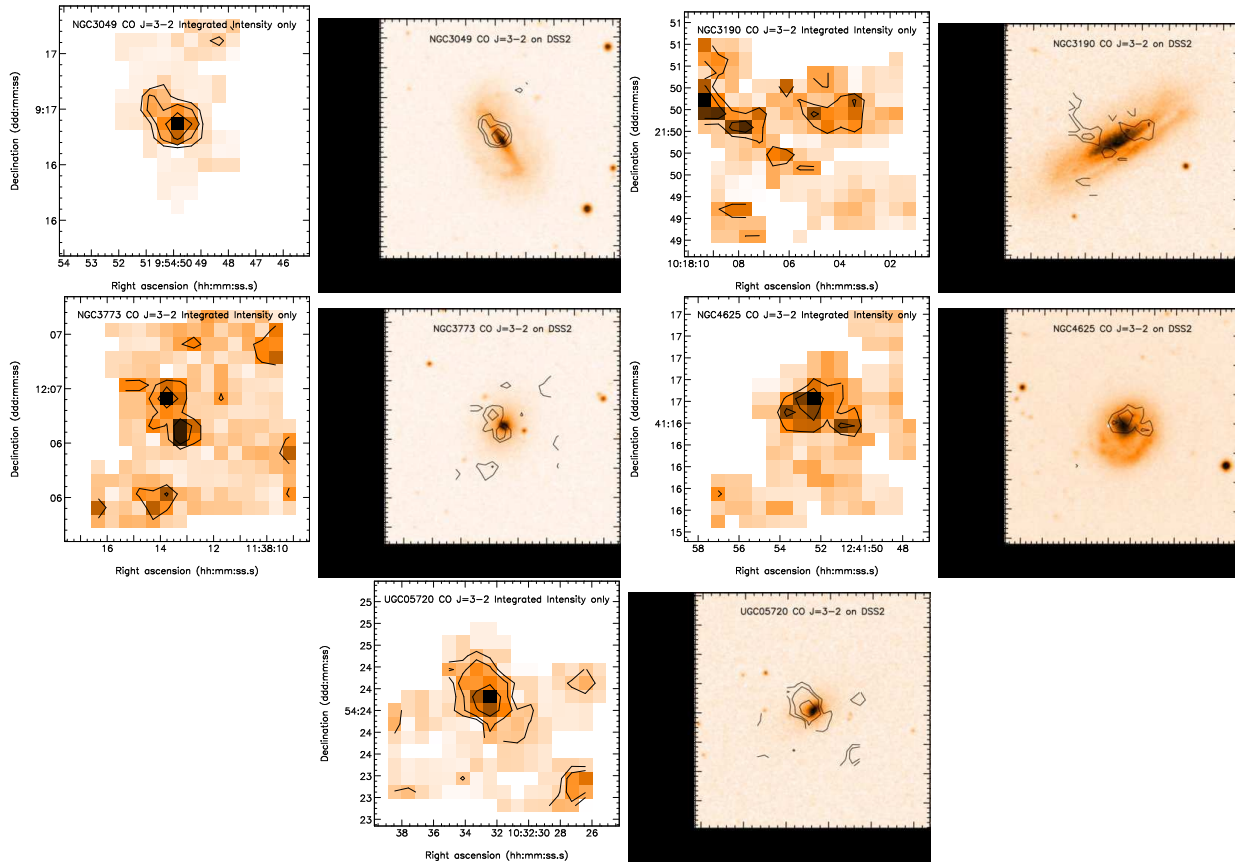 NGC3049 CO J=3-2 Integrated Intensity only
17
9:17
16
16
Declination (ddd:mm:ss)
54 53 52 51 9:54:50 49 48 47 46 45
Right ascension (hh:mm:ss.s)
NGC3049 CO J=3-2 on DSS2
NGC3190 CO J=3-2 Integrated Intensity only
51
51
50
50
21:50
50
50
49
49
49
Declination (ddd:mm:ss)
10:18:10 08 06 04 02
Right ascension (hh:mm:ss.s)
NGC3190 CO J=3-2 on DSS2
NGC3773 CO J=3-2 Integrated Intensity only
07
12:07
06
06
Declination (ddd:mm:ss)
16 14 12 11:38:10
Right ascension (hh:mm:ss.s)
NGC3773 CO J=3-2 on DSS2
NGC4625 CO J=3-2 Integrated Intensity only
17
17
17
17
41:16
16
16
16
15
Declination (ddd:mm:ss)
58 56 54 52 12:41:50 48
Right ascension (hh:mm:ss.s)
NGC4625 CO J=3-2 on DSS2
UGC05720 CO J=3-2 Integrated Intensity only
25
25
24
24
54:24
24
23
23
23
Declination (ddd:mm:ss)
38 36 34 32 10:32:30 28 26
Right ascension (hh:mm:ss.s)
UGC05720 CO J=3-2 on DSS2